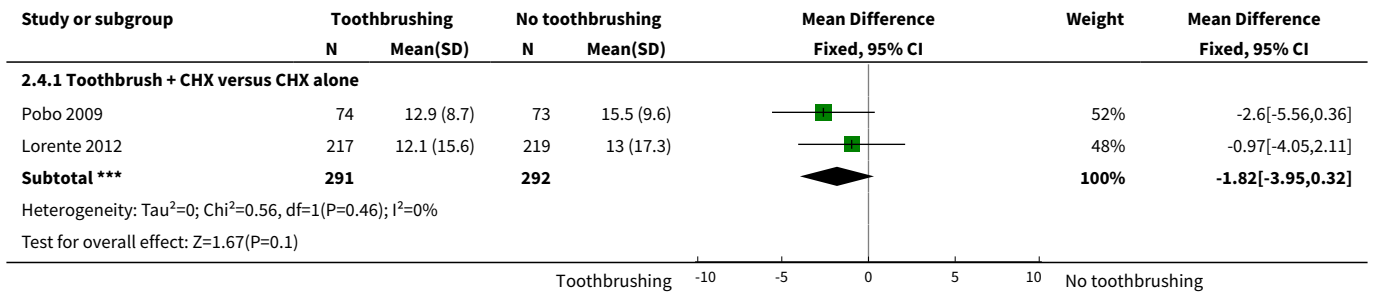 Study or subgroup Toothbrushing No toothbrushing Mean Difference Weight Mean Difference
N Mean(SD) N Mean(SD) Fixed, 95% CI Fixed, 95% CI
2.4.1 Toothbrush + CHX versus CHX alone
Pobo 2009 74 12.9 (8.7) 73 15.5 (9.6) 52% -2.6[-5.56,0.36]
Lorente 2012 217 12.1 (15.6) 219 13 (17.3) 48% -0.97[-4.05,2.11]
Subtotal *** 291 292 100% -1.82[-3.95,0.32]
Heterogeneity: Tau²=0; Chi²=0.56, df=1(P=0.46); I²=0%
Test for overall effect: Z=1.67(P=0.1)
Toothbrushing -10 -5 0 5 10 No toothbrushing